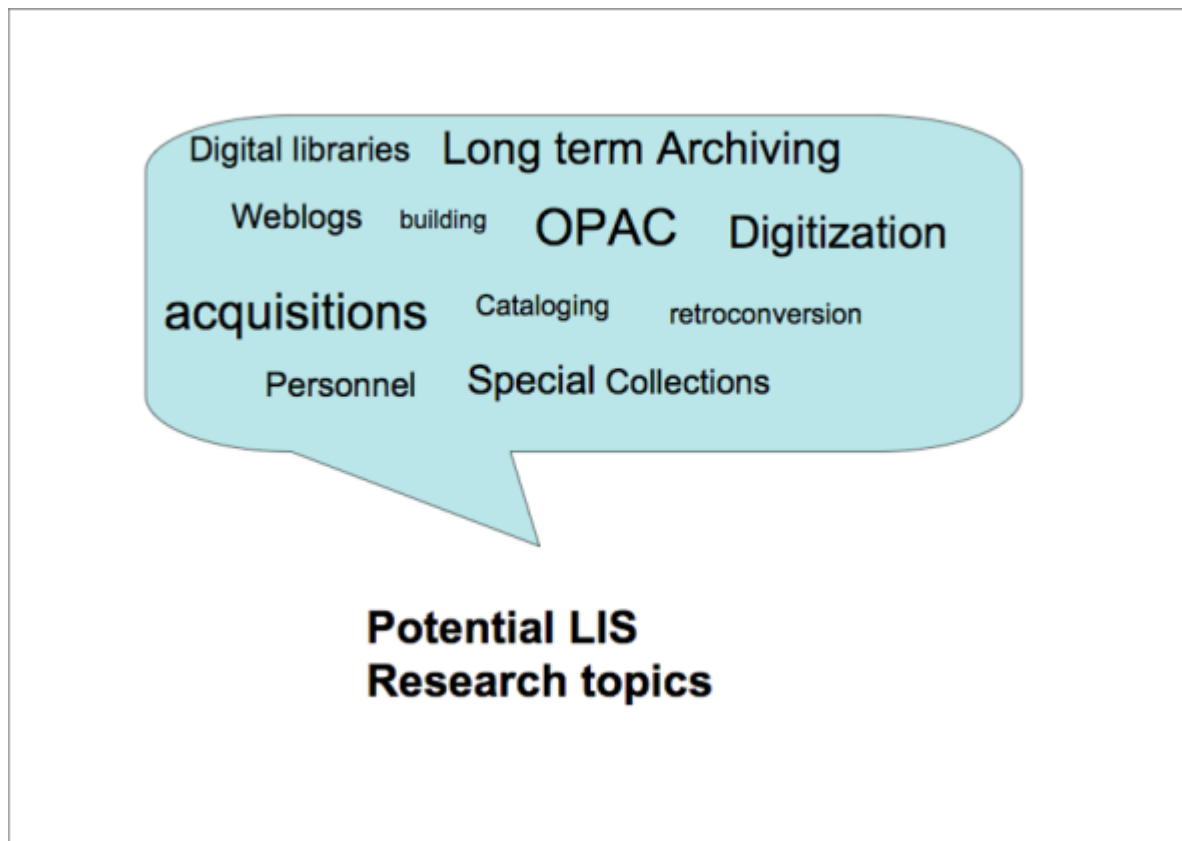 Digital libraries Long term Archiving
Weblogs building OPAC Digitization
acquisitions Cataloging retroconversion
Personnel Special Collections
Potential LIS
Research topics